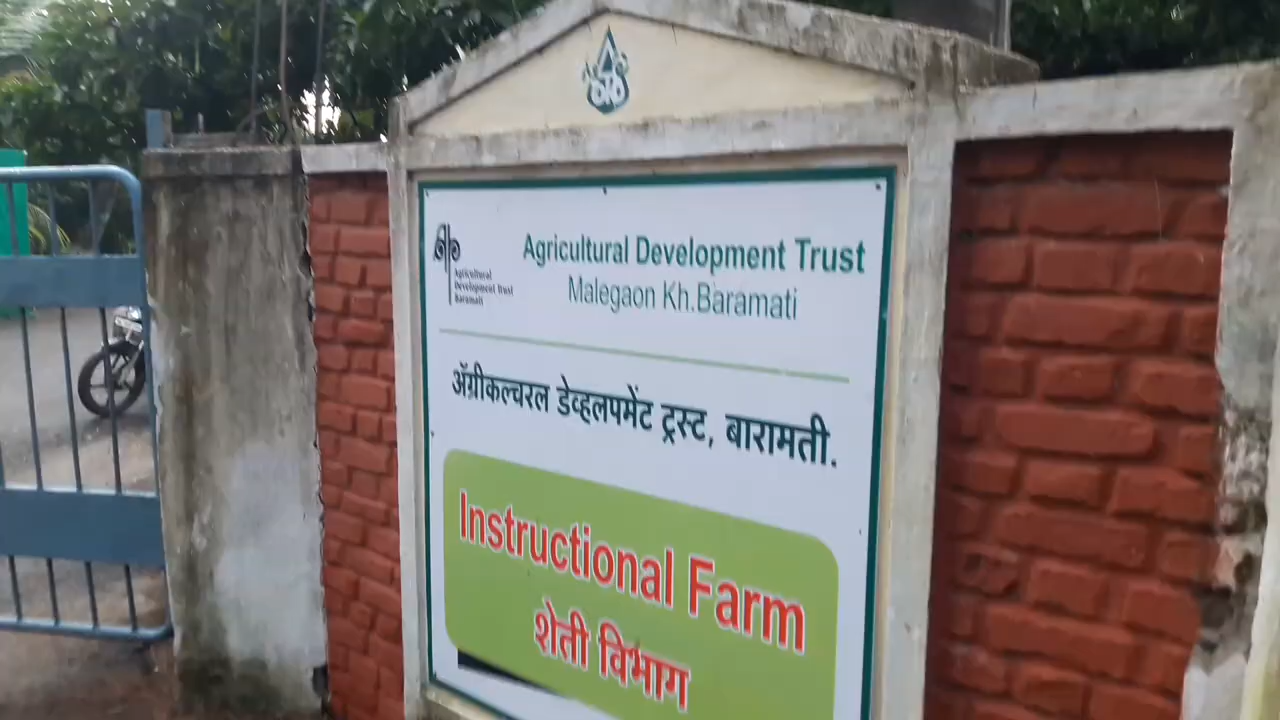 Agricultural
Development Trust
Baramati
Agricultural Development Trust
Malegaon Kh.Baramati
ॲग्रीकल्चरल डेव्हलपमेंट ट्रस्ट, बारामती.
Instructional Farm
शेती विभाग